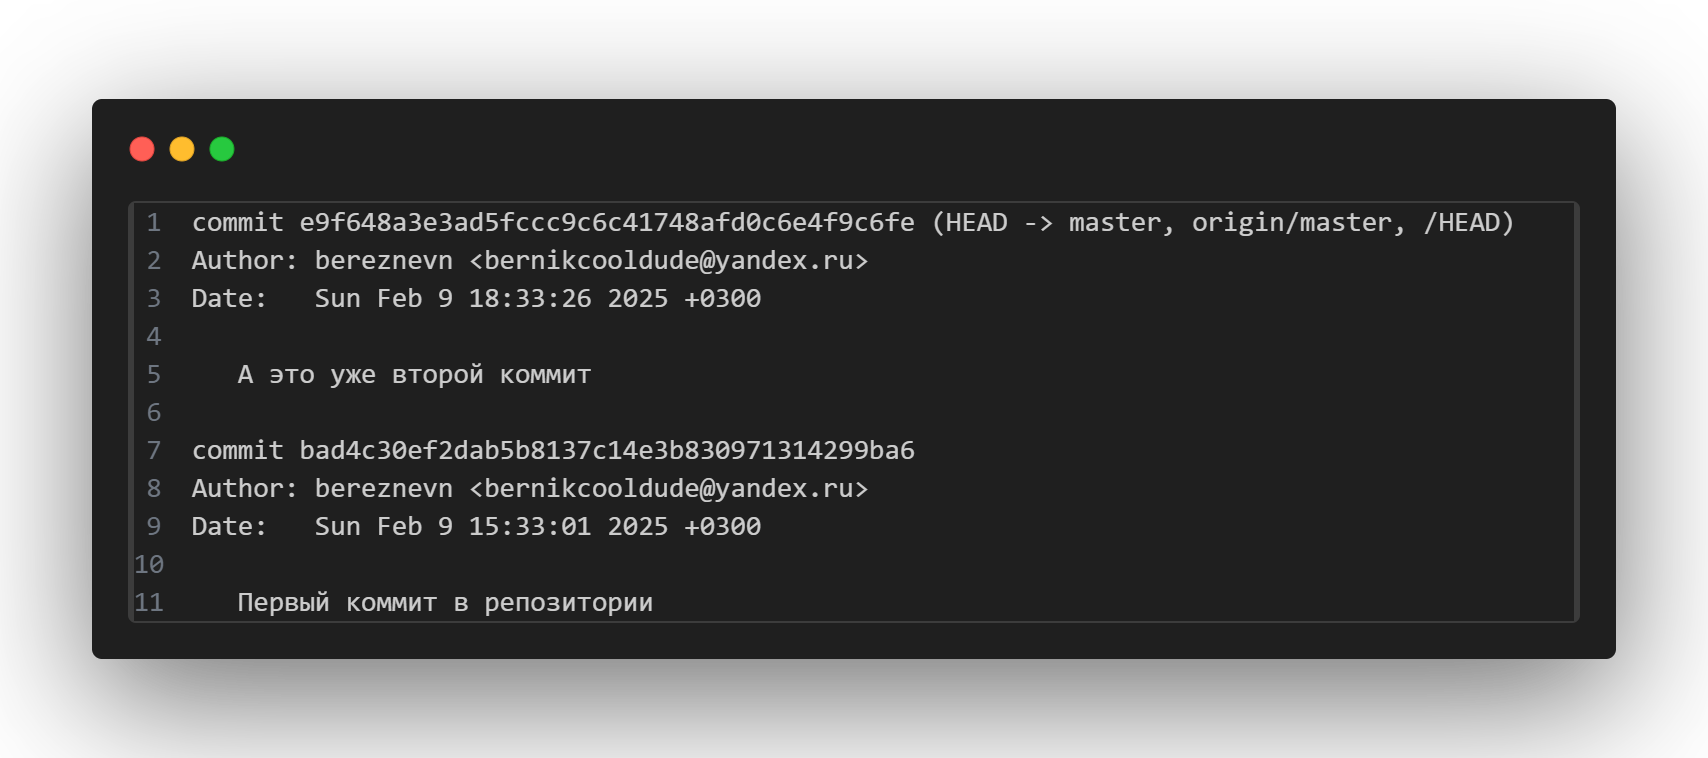 1 commit e9f648a3e3ad5fccc9c6c41748afd0c6e4f9c6fe (HEAD -> master, origin/master, /HEAD)
2 Author: bereznevn <bernikcooldude@yandex.ru>
3 Date:   Sun Feb 9 18:33:26 2025 +0300
4
5    А это уже второй коммит
6
7 commit bad4c30ef2dab5b8137c14e3b830971314299ba6
8 Author: bereznevn <bernikcooldude@yandex.ru>
9 Date:   Sun Feb 9 15:33:01 2025 +0300
10
11    Первый коммит в репозитории